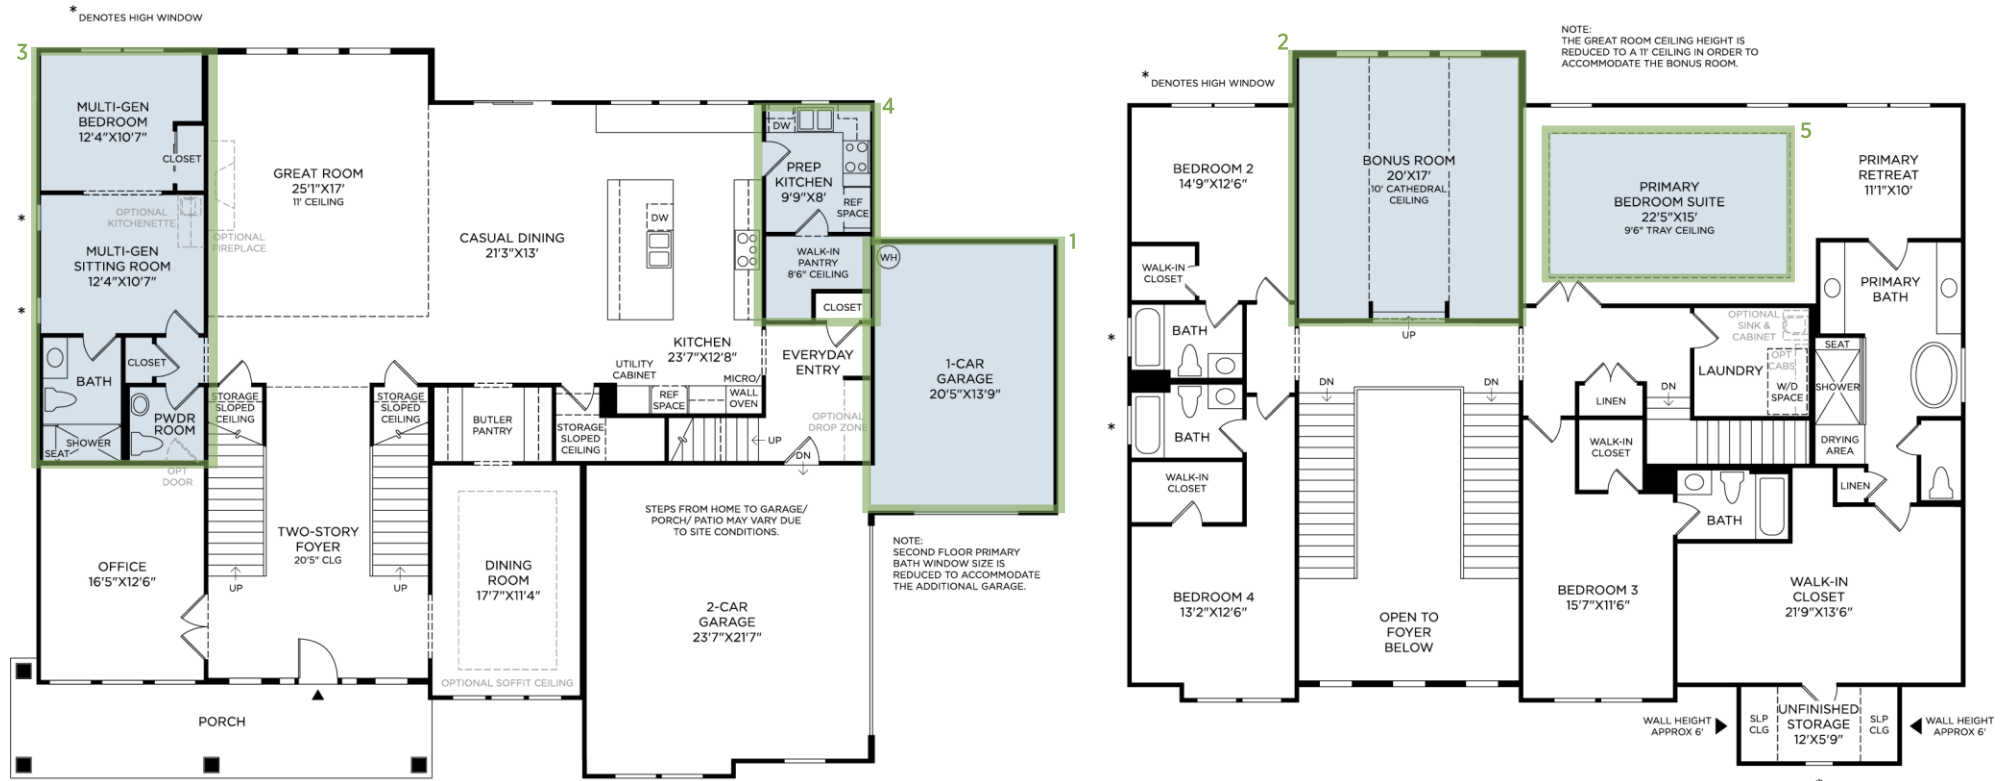 * DENOTES HIGH WINDOW
3
MULTI-GEN
BEDROOM
12'4"X10'7"
CLOSET
OPTIONAL
KITCHENETTE
*
MULTI-GEN
SITTING ROOM
12'4"X10'7"
*
CLOSET
BATH
PWDR
ROOM
SHOWER
SEAT
OPT
DOOR
GREAT ROOM
25'1"X17'
11' CEILING
OPTIONAL
FIREPLACE
CASUAL DINING
21'3"X13'
DW
4
DW
PREP
KITCHEN
9'9"X8'
REF
SPACE
WALK-IN
PANTRY
8'6" CEILING
CLOSET
1
WH
1-CAR
GARAGE
20'5"X13'9"
KITCHEN
23'7"X12'8"
UTILITY
CABINET
REF
SPACE
MICRO/
WALL
OVEN
EVERYDAY
ENTRY
OPTIONAL
DROP ZONE
UP
DN
STORAGE
SLOPED
CEILING
STORAGE
SLOPED
CEILING
BUTLER
PANTRY
STORAGE
SLOPED
CEILING
OFFICE
16'5"X12'6"
TWO-STORY
FOYER
20'5" CLG
UP
UP
DINING
ROOM
17'7"X11'4"
OPTIONAL SOFFIT CEILING
STEPS FROM HOME TO GARAGE/
PORCH/ PATIO MAY VARY DUE
TO SITE CONDITIONS.
2-CAR
GARAGE
23'7"X21'7"
NOTE:
SECOND FLOOR PRIMARY
BATH WINDOW SIZE IS
REDUCED TO ACCOMMODATE
THE ADDITIONAL GARAGE.
PORCH
* DENOTES HIGH WINDOW
2
BONUS ROOM
20'X17'
10' CATHEDRAL
CEILING
UP
NOTE:
THE GREAT ROOM CEILING HEIGHT IS
REDUCED TO A 11' CEILING IN ORDER TO
ACCOMMODATE THE BONUS ROOM.
BEDROOM 2
14'9"X12'6"
WALK-IN
CLOSET
5
PRIMARY
BEDROOM SUITE
22'5"X15'
9'6" TRAY CEILING
PRIMARY
RETREAT
11'1"X10'
PRIMARY
BATH
*
BATH
*
BATH
WALK-IN
CLOSET
DN
DN
OPTIONAL
SINK &
CABINET
OPT
CABS
LAUNDRY
W/D
SPACE
SEAT
SHOWER
DRYING
AREA
LINEN
DN
WALK-IN
CLOSET
LINEN
BATH
BEDROOM 4
13'2"X12'6"
OPEN TO
FOYER
BELOW
BEDROOM 3
15'7"X11'6"
WALK-IN
CLOSET
21'9"X13'6"
WALL HEIGHT
APPROX 6'
SLP
CLG
UNFINISHED
STORAGE
12'X5'9"
SLP
CLG
WALL HEIGHT
APPROX 6'
*